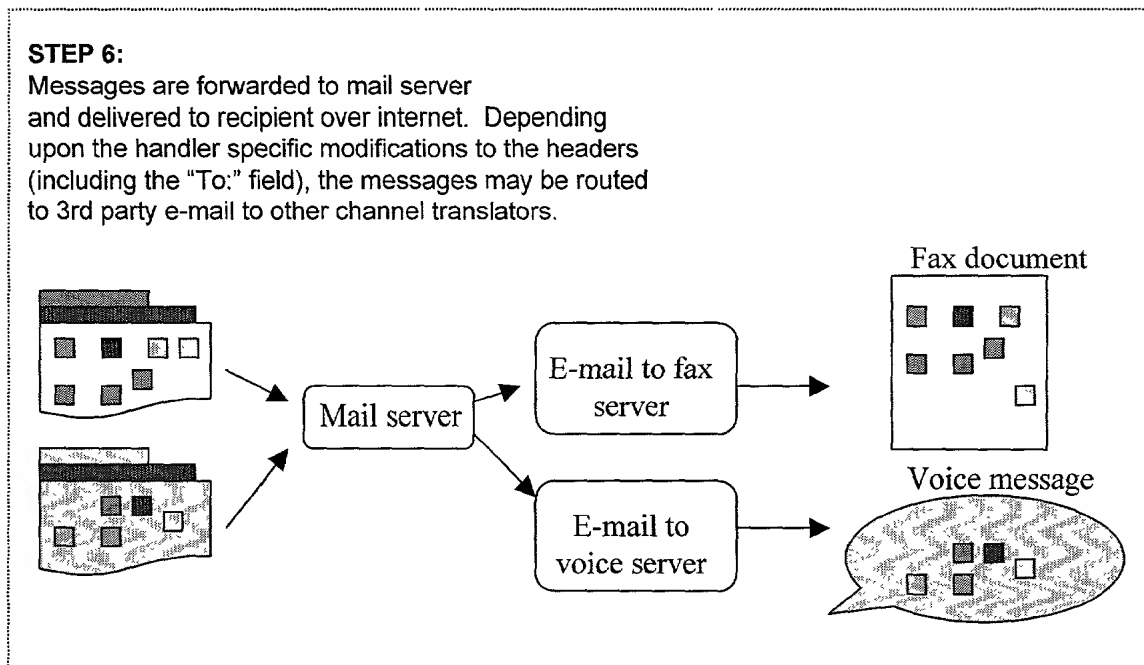 STEP 6:
Messages are forwarded to mail server
and delivered to recipient over internet. Depending
upon the handler specific modifications to the headers
(including the "To:" field), the messages may be routed
to 3rd party e-mail to other channel translators.
Fax document
E-mail to fax
server
Mail server
Voice message
E-mail to
voice server